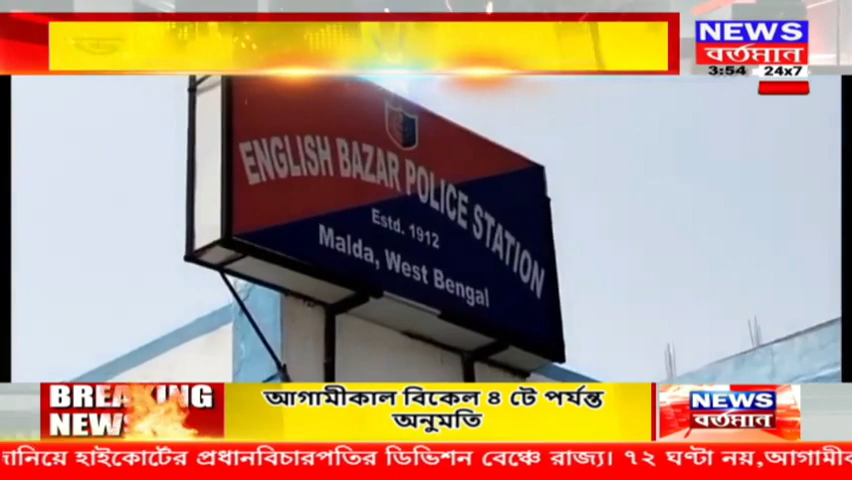 NEWS
বর্তমান
3:54 24x7
ENGLISH BAZAR POLICE STATION
Estd. 1912
Malda, West Bengal
BREAKING
NEWS
আগামীকাল বিকেল ৪ টে পর্যন্ত
অনুমতি
NEWS
বর্তমান
জানিয়ে হাইকোর্টের প্রধানবিচারপতির ডিভিশন বেঞ্চে রাজ্য। ৭২ ঘণ্টা নয়,আগামীক